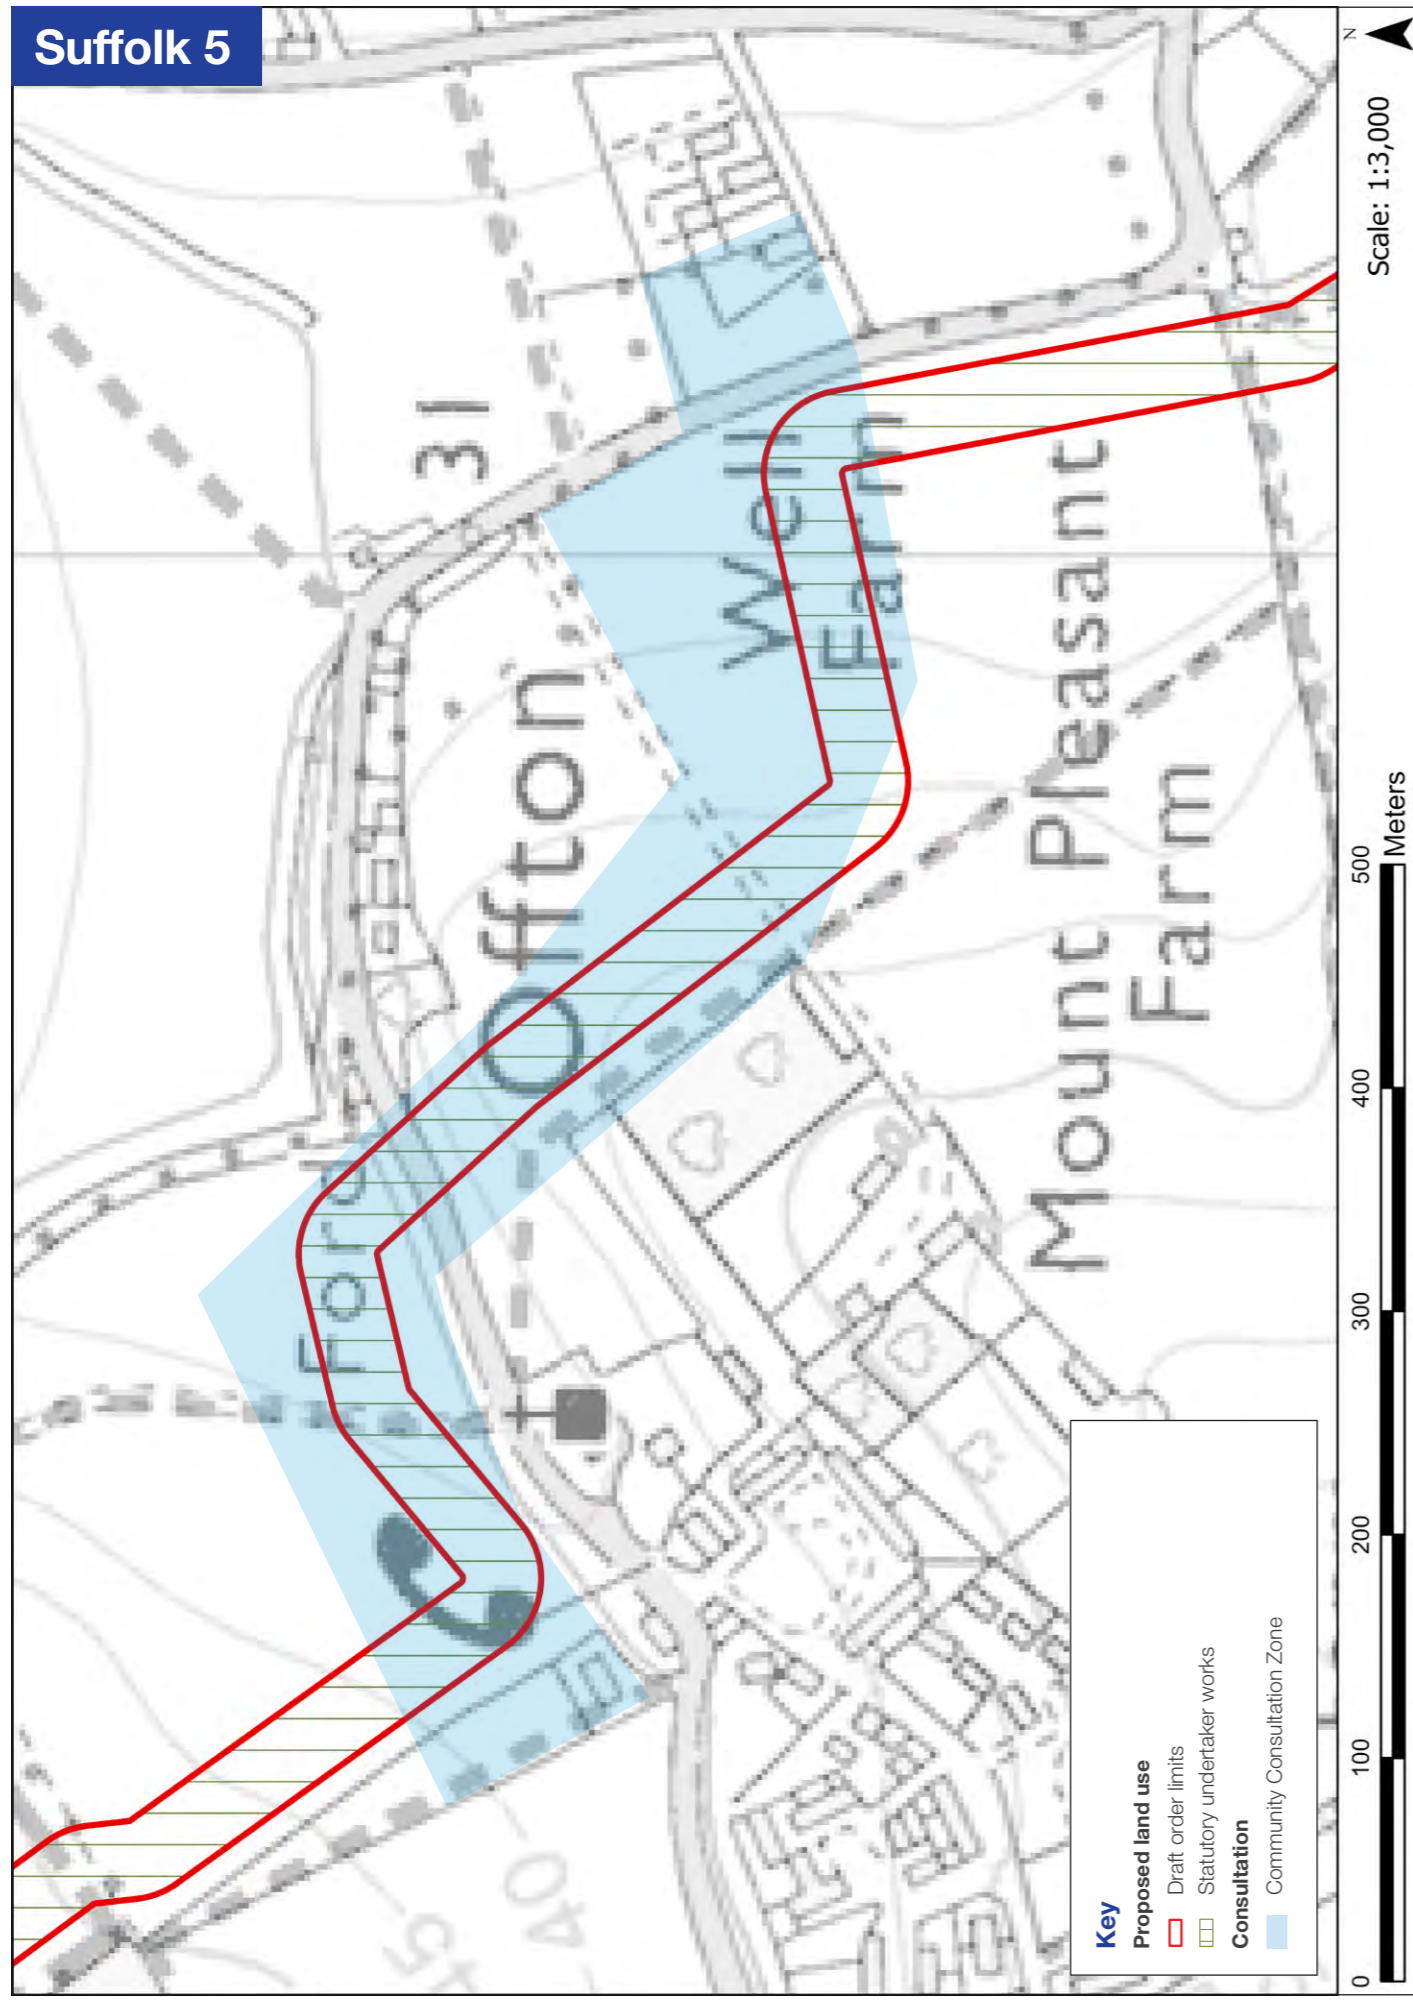 Suffolk 5
N
Scale: 1:3,000
31
Offton
Ford
Well
Farm
Mount Pleasant
Farm
45
40
Key
Proposed land use
Draft order limits
Statutory undertaker works
Consultation
Community Consultation Zone
0 100 200 300 400 500
Meters